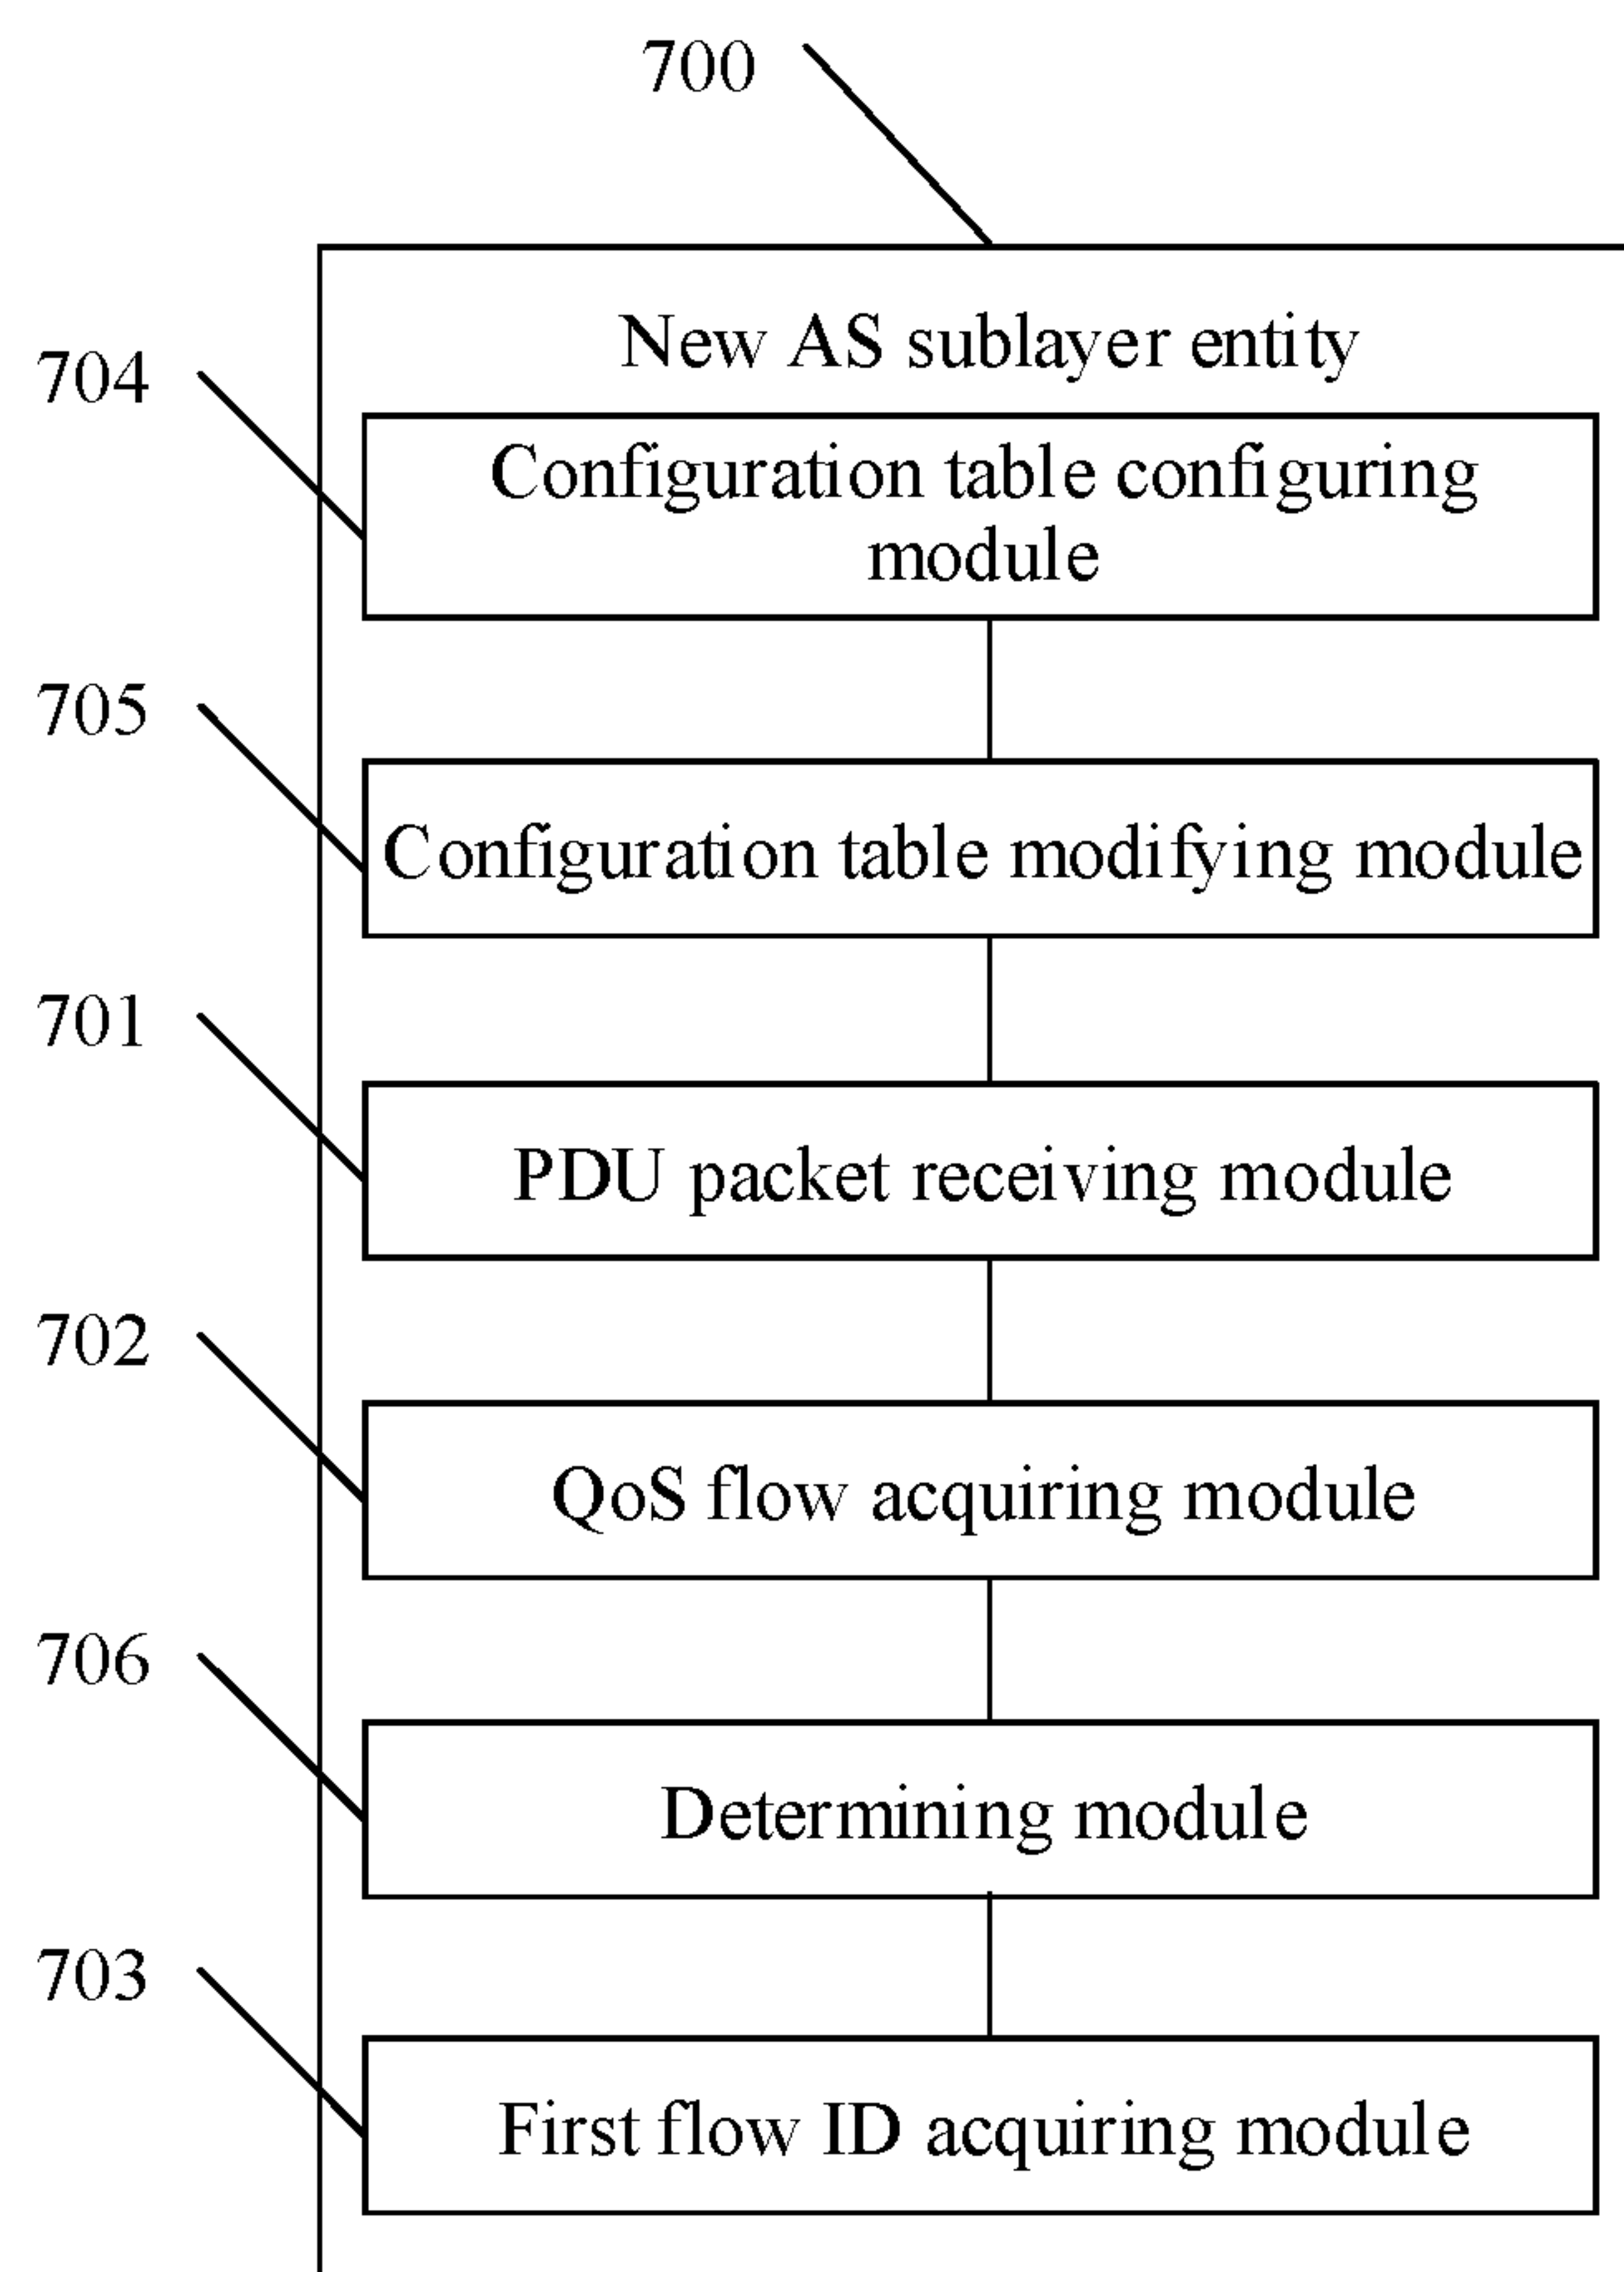 700
New AS sublayer entity
704
Configuration table configuring
module
705
Configuration table modifying module
701
PDU packet receiving module
702
QoS flow acquiring module
706
Determining module
703
First flow ID acquiring module